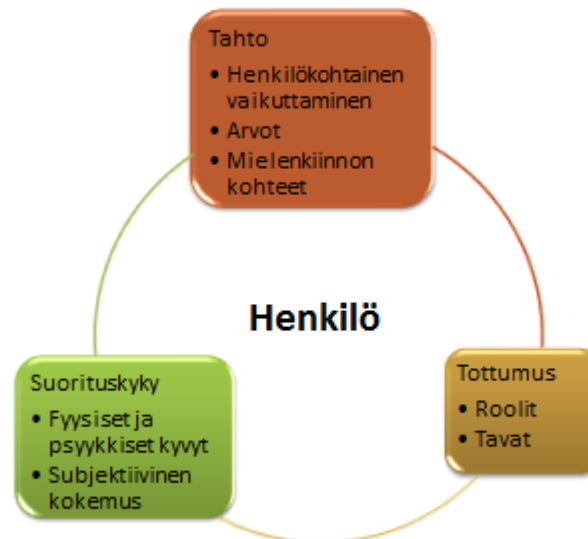 Tahto
• Henkilökohtainen
vaikuttaminen
• Arvot
• Mielenkiinnon
kohteet
Henkilö
Suorituskyky
• Fyysiset ja
psyykkiset kyvyt
• Subjektiivinen
kokemus
Tottumus
• Roolit
• Tavat